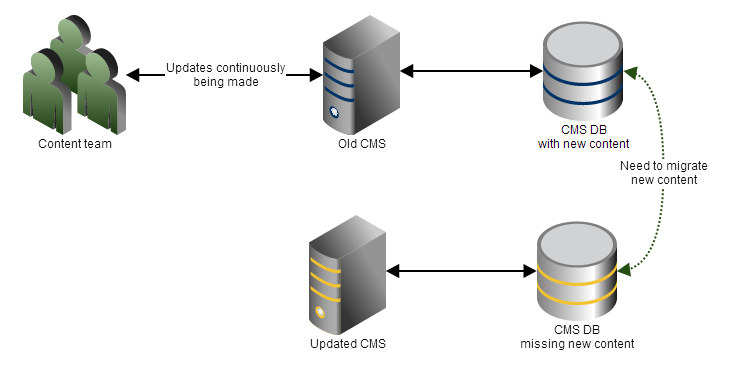 Updates continuously
being made
Content team
Old CMS
CMS DB
with new content
Need to migrate
new content
Updated CMS
CMS DB
missing new content